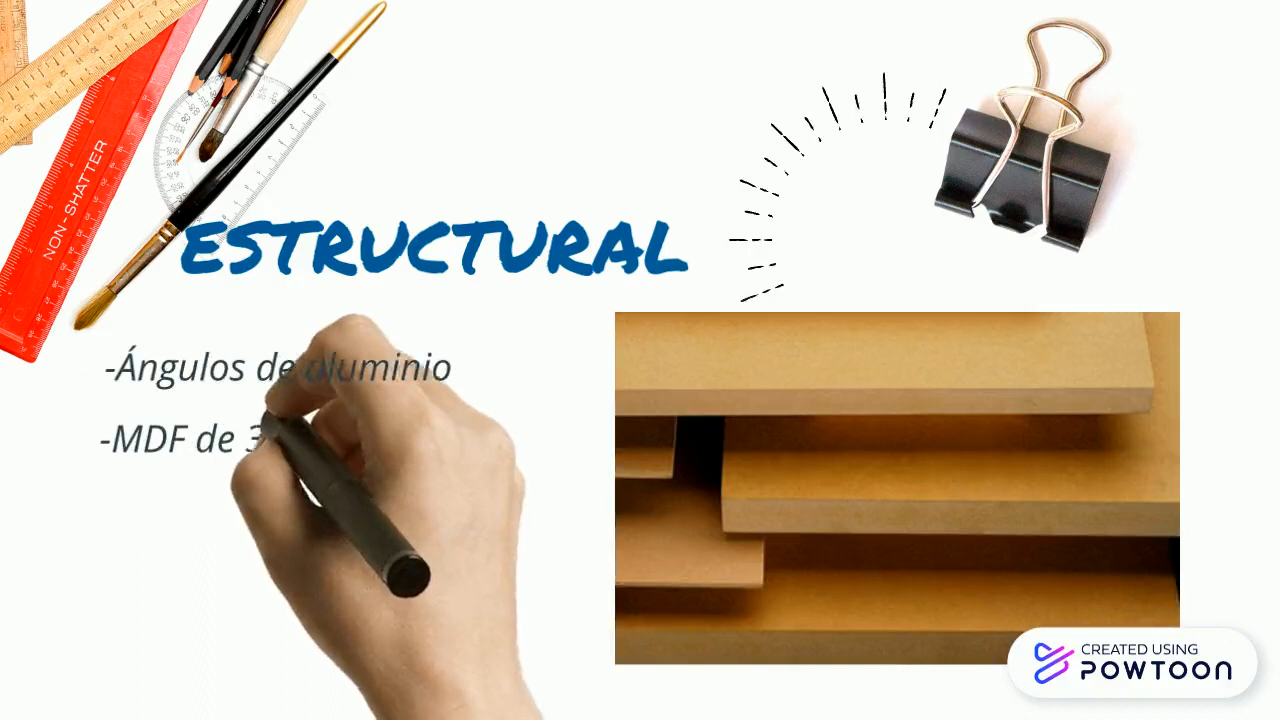 NON-SHATTER
ESTRUCTURAL
-Ángulos de aluminio
-MDF de 3
CREATED USING
POWTOON